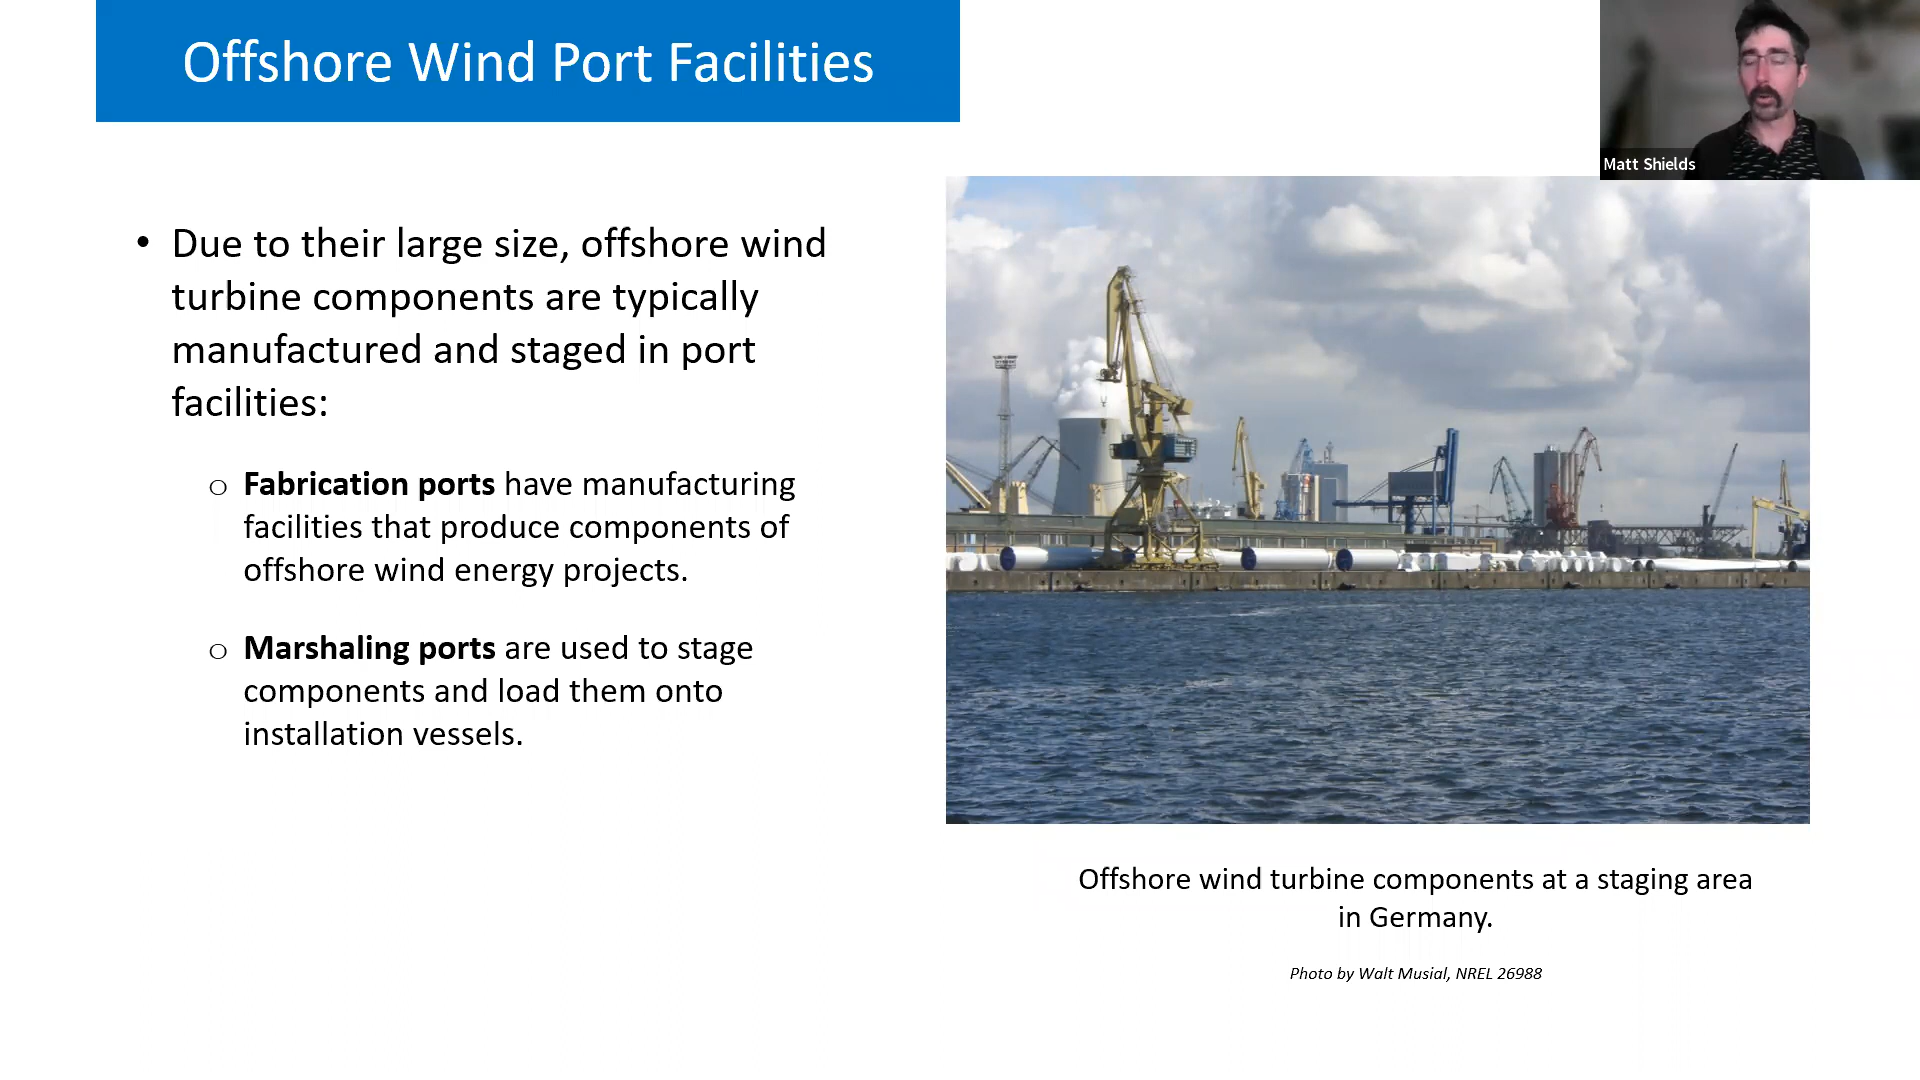 Offshore Wind Port Facilities
Matt Shields
• Due to their large size, offshore wind
turbine components are typically
manufactured and staged in port
facilities:
o Fabrication ports have manufacturing
facilities that produce components of
offshore wind energy projects.
o Marshaling ports are used to stage
components and load them onto
installation vessels.
Offshore wind turbine components at a staging area
in Germany.
Photo by Walt Musial, NREL 26988